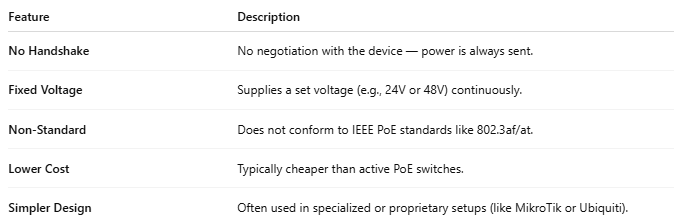 Feature Description
No Handshake No negotiation with the device — power is always sent.
Fixed Voltage Supplies a set voltage (e.g., 24V or 48V) continuously.
Non-Standard Does not conform to IEEE PoE standards like 802.3af/at.
Lower Cost Typically cheaper than active PoE switches.
Simpler Design Often used in specialized or proprietary setups (like MikroTik or Ubiquiti).